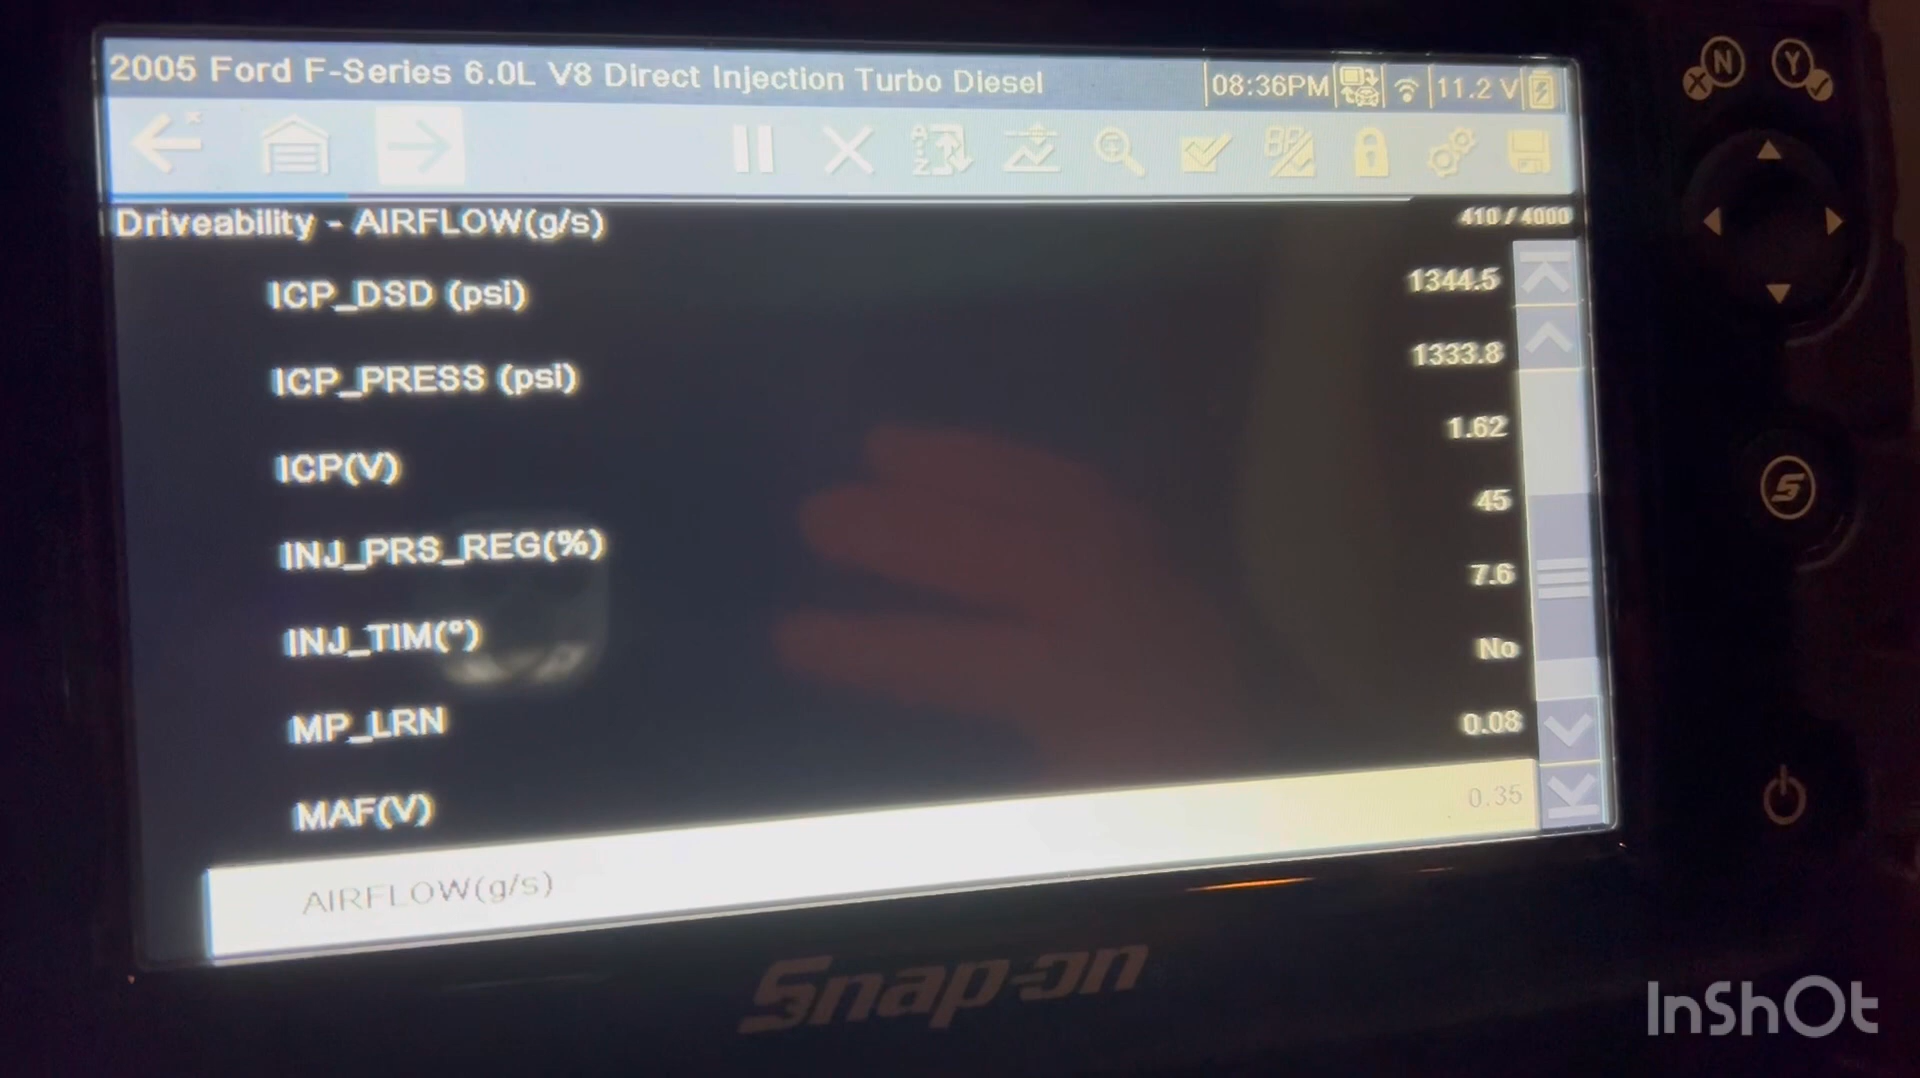 2005 Ford F-Series 6.0L V8 Direct Injection Turbo Diesel 08:36PM 11.2 V
Driveability - AIRFLOW(g/s) 410 / 4000
ICP_DSD (psi) 1344.5
ICP_PRESS (psi) 1333.8
ICP(V) 1.62
INJ_PRS_REG(%) 45
INJ_TIM(°) 7.6
MP_LRN No
MAF(V) 0.08
AIRFLOW(g/s) 0.35
Snap-on
N
Y
S
InShOt